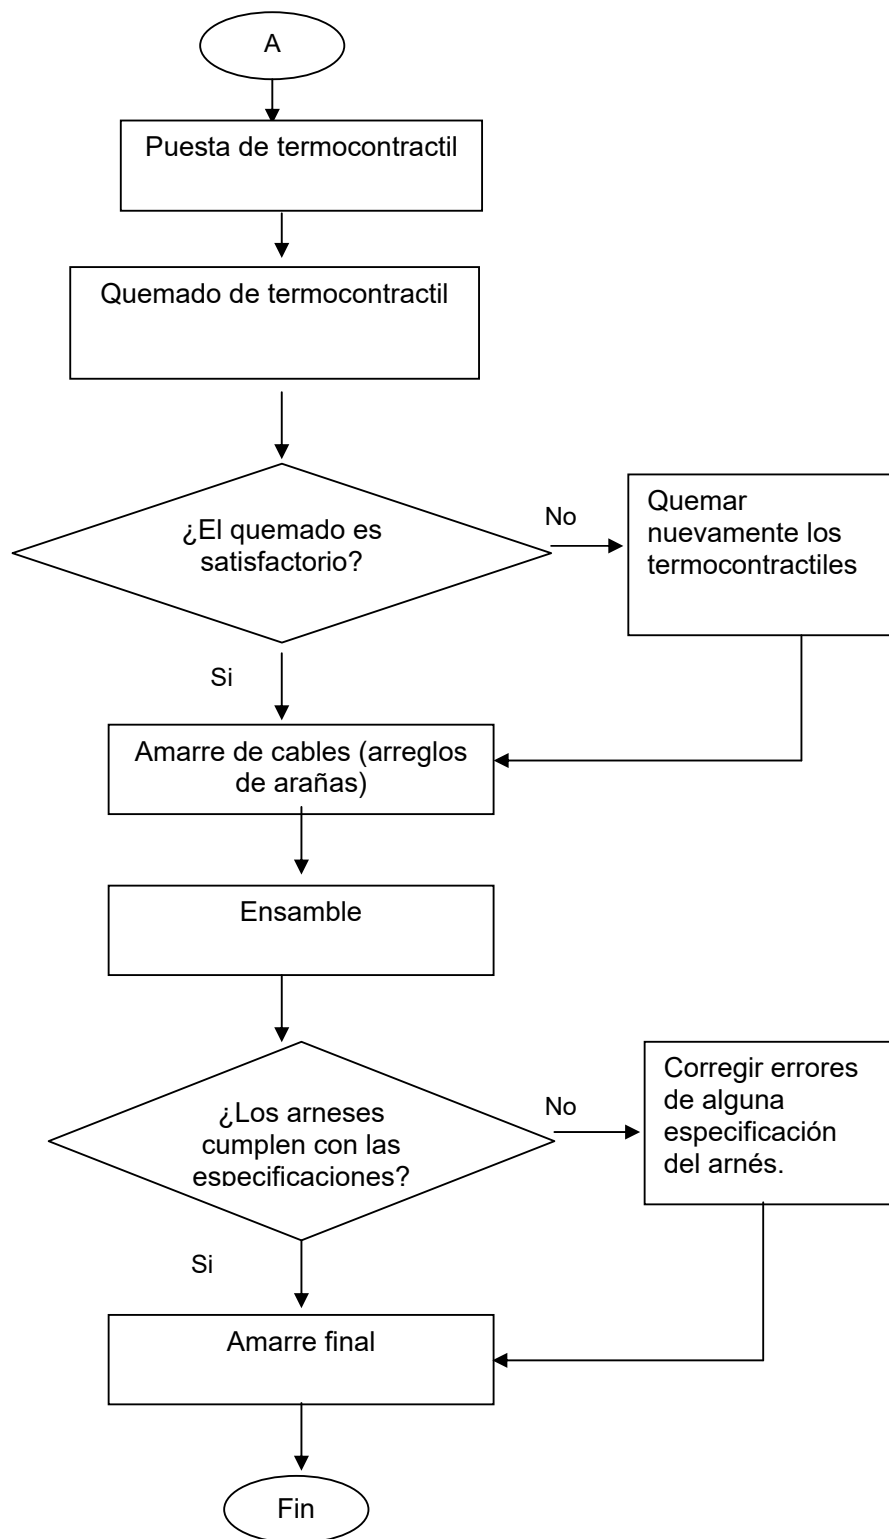 A
Puesta de termocontractil
Quemado de termocontractil
¿El quemado es
satisfactorio?
No
Quemar
nuevamente los
termocontractiles
Si
Amarre de cables (arreglos
de arañas)
Ensamble
¿Los arneses
cumplen con las
especificaciones?
No
Corregir errores
de alguna
especificación
del arnés.
Si
Amarre final
Fin